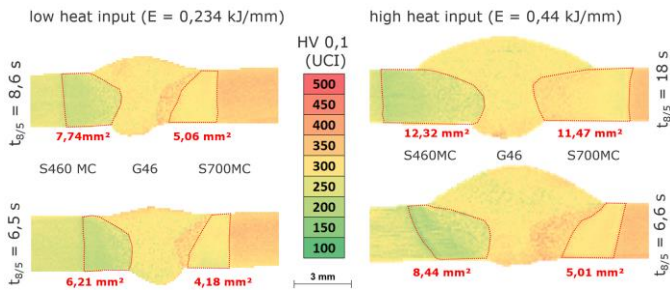 low heat input (E = 0,234 kJ/mm)
high heat input (E = 0,44 kJ/mm)
HV 0,1
(UCI)
500
450
400
350
300
250
200
150
100
3 mm
t8/5 = 8,6 s
7,74mm²
5,06 mm²
S460 MC
G46
S700MC
t8/5 = 6,5 s
6,21 mm²
4,18 mm²
t8/5 = 18 s
12,32 mm²
11,47 mm²
S460MC
G46
S700MC
t8/5 = 6,6 s
8,44 mm²
5,01 mm²